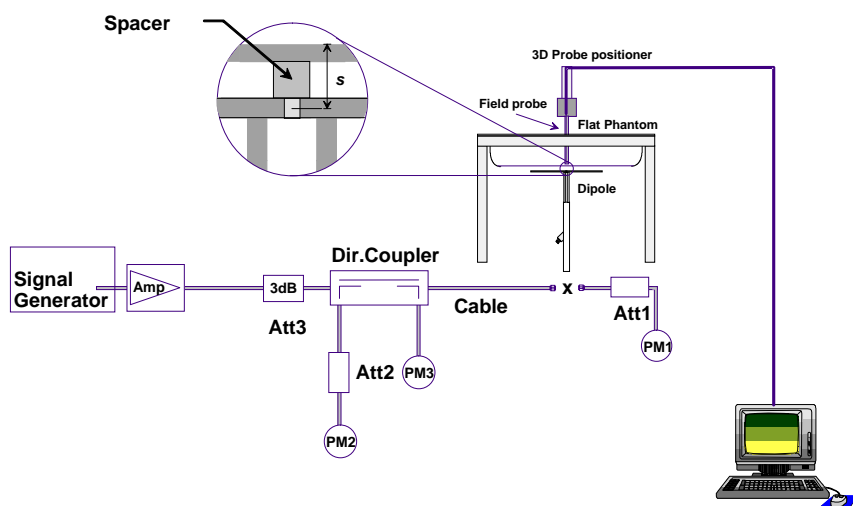 Spacer
s
3D Probe positioner
Field probe
Flat Phantom
Dipole
Dir.Coupler
Signal
Generator
Amp
3dB
Att3
Cable
x
Att1
PM1
Att2
PM3
PM2